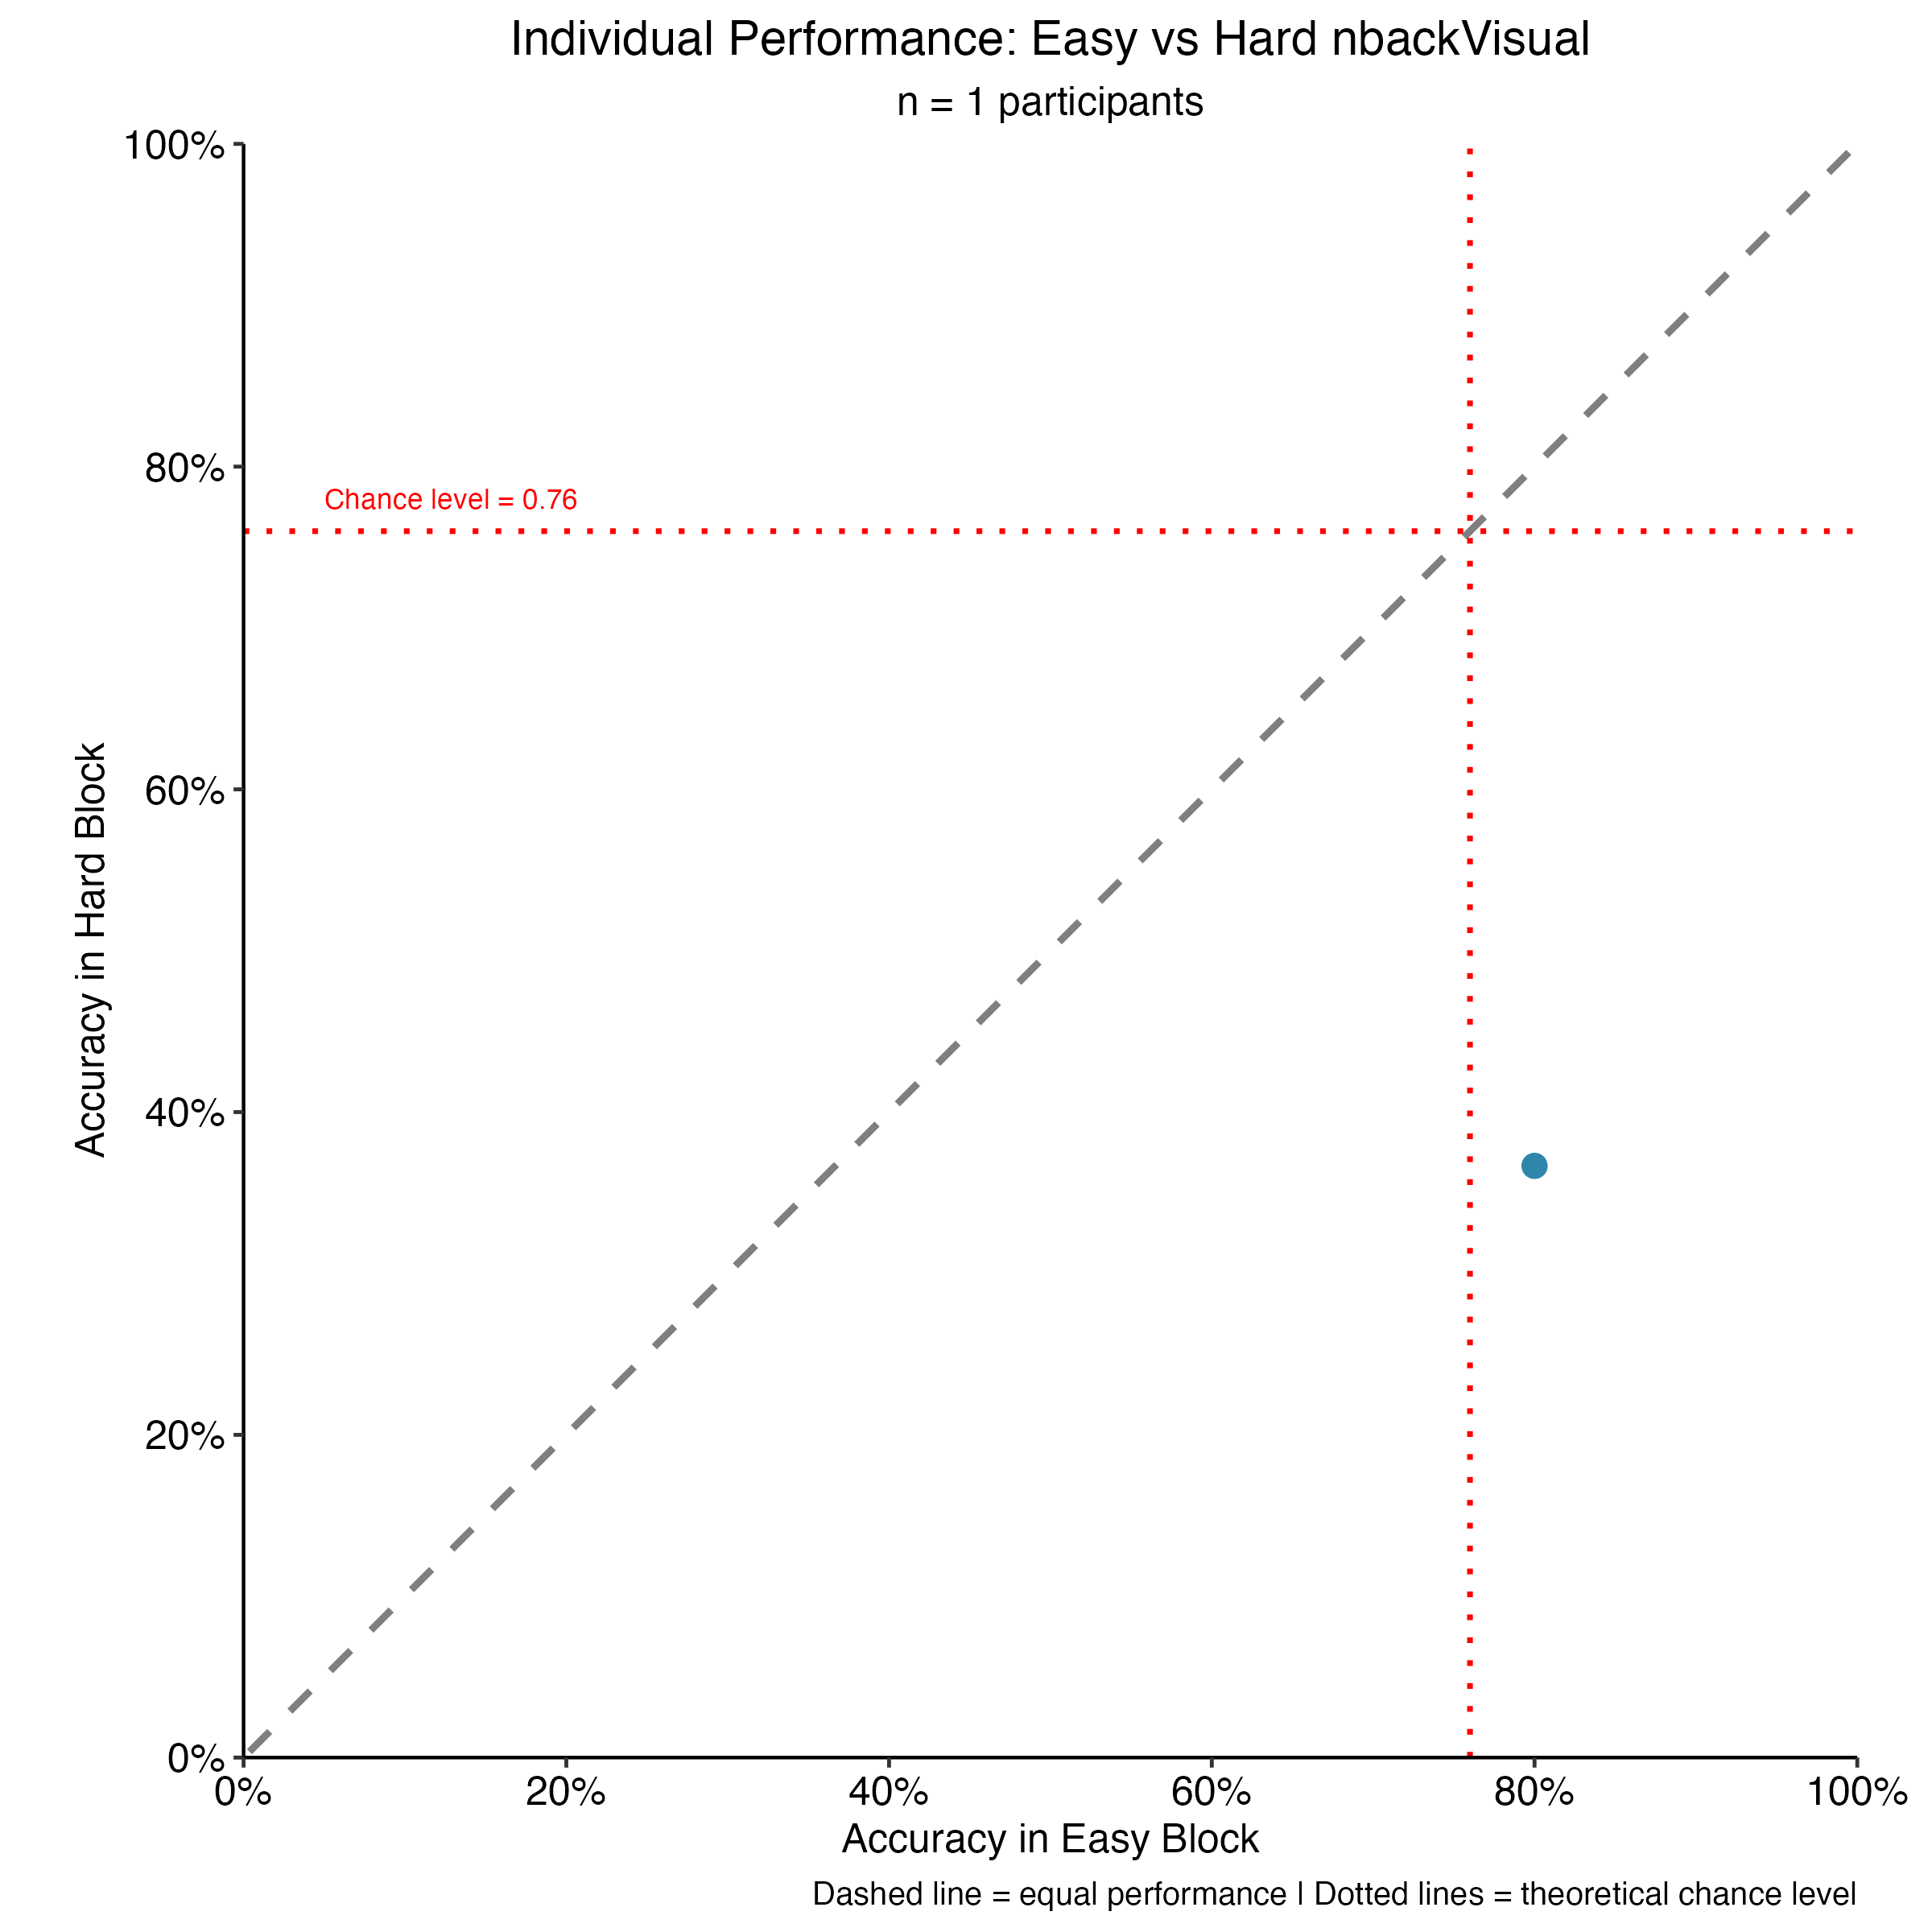 Individual Performance: Easy vs Hard nbackVisual
n = 1 participants
100%
80%
Chance level = 0.76
60%
Accuracy in Hard Block
40%
20%
0%
0% 20% 40% 60% 80% 100%
Accuracy in Easy Block
Dashed line = equal performance | Dotted lines = theoretical chance level